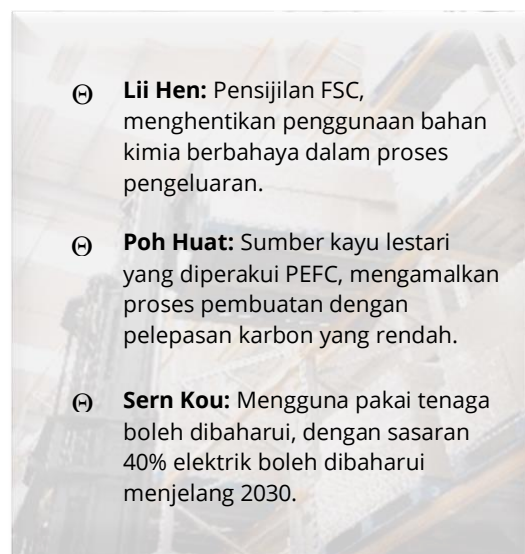 Θ Lii Hen: Pensijilan FSC,
menghentikan penggunaan bahan
kimia berbahaya dalam proses
pengeluaran.
Θ Poh Huat: Sumber kayu lestari
yang diperakui PEFC, mengamalkan
proses pembuatan dengan
pelepasan karbon yang rendah.
Θ Sern Kou: Mengguna pakai tenaga
boleh dibaharui, dengan sasaran
40% elektrik boleh dibaharui
menjelang 2030.